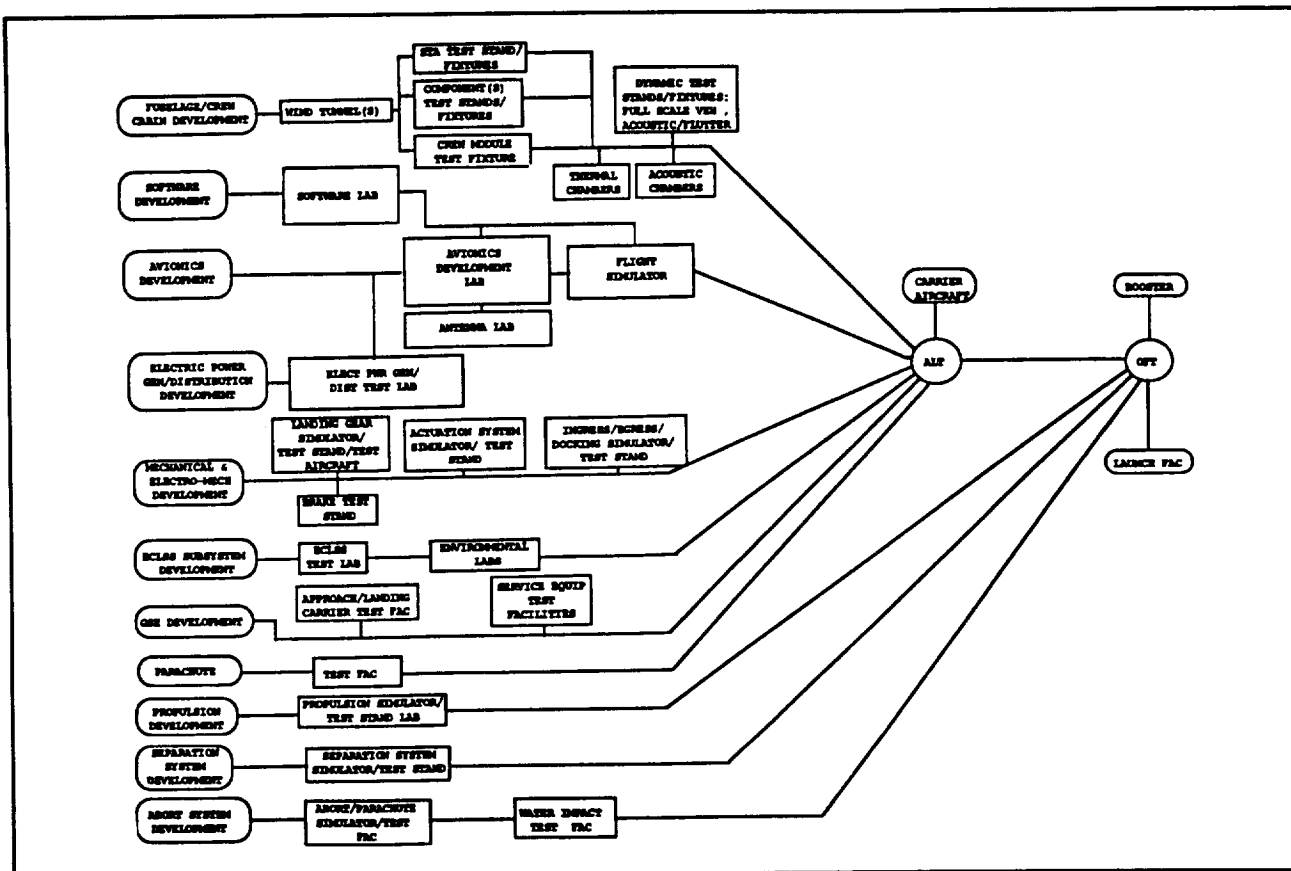 FUSELAGE/CREW
CABIN DEVELOPMENT
WIND TUNNEL(S)
STA TEST STAND/
FIXTURES
COMPONENT(S)
TEST STANDS/
FIXTURES
CREW MODULE
TEST FIXTURE
DYNAMIC TEST
STANDS/FIXTURES:
FULL SCALE VEH ,
ACOUSTIC/FLUTTER
THERMAL
CHAMBERS
ACOUSTIC
CHAMBERS
SOFTWARE
DEVELOPMENT
SOFTWARE LAB
AVIONICS
DEVELOPMENT
AVIONICS
DEVELOPMENT
LAB
FLIGHT
SIMULATOR
ANTENNA LAB
ELECTRIC POWER
GEN/DISTRIBUTION
DEVELOPMENT
ELECT PWR GEN/
DIST TEST LAB
MECHANICAL &
ELECTRO-MECH
DEVELOPMENT
LANDING GEAR
SIMULATOR/
TEST STAND/TEST
AIRCRAFT
BRAKE TEST
STAND
ACTUATION SYSTEM
SIMULATOR/ TEST
STAND
INGRESS/EGRESS/
DOCKING SIMULATOR/
TEST STAND
ECLSS SUBSYSTEM
DEVELOPMENT
ECLSS
TEST LAB
ENVIRONMENTAL
LABS
GSE DEVELOPMENT
APPROACH/LANDING
CARRIER TEST FAC
SERVICE EQUIP
TEST
FACILITIES
PARACHUTE
TEST FAC
PROPULSION
DEVELOPMENT
PROPULSION SIMULATOR/
TEST STAND LAB
SEPARATION
SYSTEM
DEVELOPMENT
SEPARATION SYSTEM
SIMULATOR/TEST STAND
ABORT SYSTEM
DEVELOPMENT
ABORT/PARACHUTE
SIMULATOR/TEST
FAC
WATER IMPACT
TEST FAC
CARRIER
AIRCRAFT
ALT
BOOSTER
OFT
LAUNCH FAC